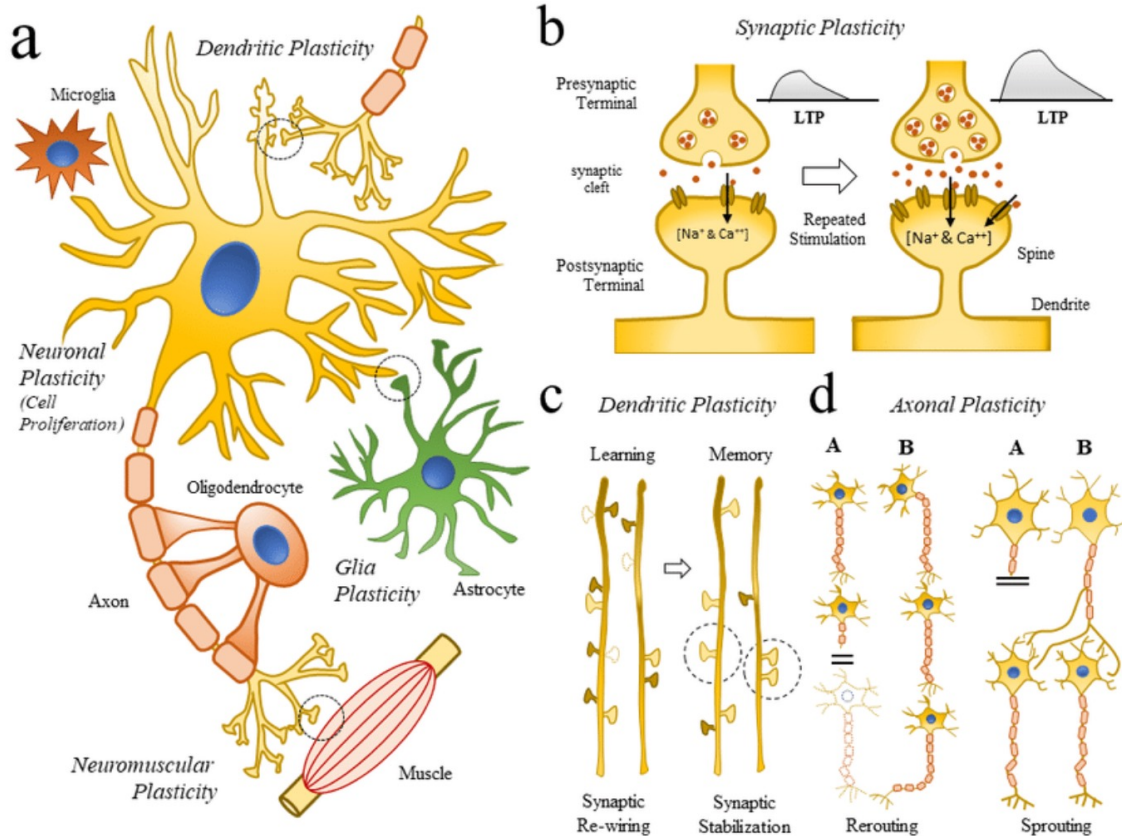 a
Dendritic Plasticity
Microglia
Neuronal
Plasticity
(Cell
Proliferation)
Oligodendrocyte
Glia
Plasticity
Astrocyte
Axon
Neuromuscular
Plasticity
Muscle
b
Synaptic Plasticity
Presynaptic
Terminal
LTP
LTP
synaptic
cleft
Repeated
Stimulation
[Na⁺ & Ca⁺⁺]
[Na⁺ & Ca⁺⁺]
Spine
Postsynaptic
Terminal
Dendrite
c
Dendritic Plasticity
Learning
Memory
Synaptic
Re-wiring
Synaptic
Stabilization
d
Axonal Plasticity
A
B
A
B
Rerouting
Sprouting